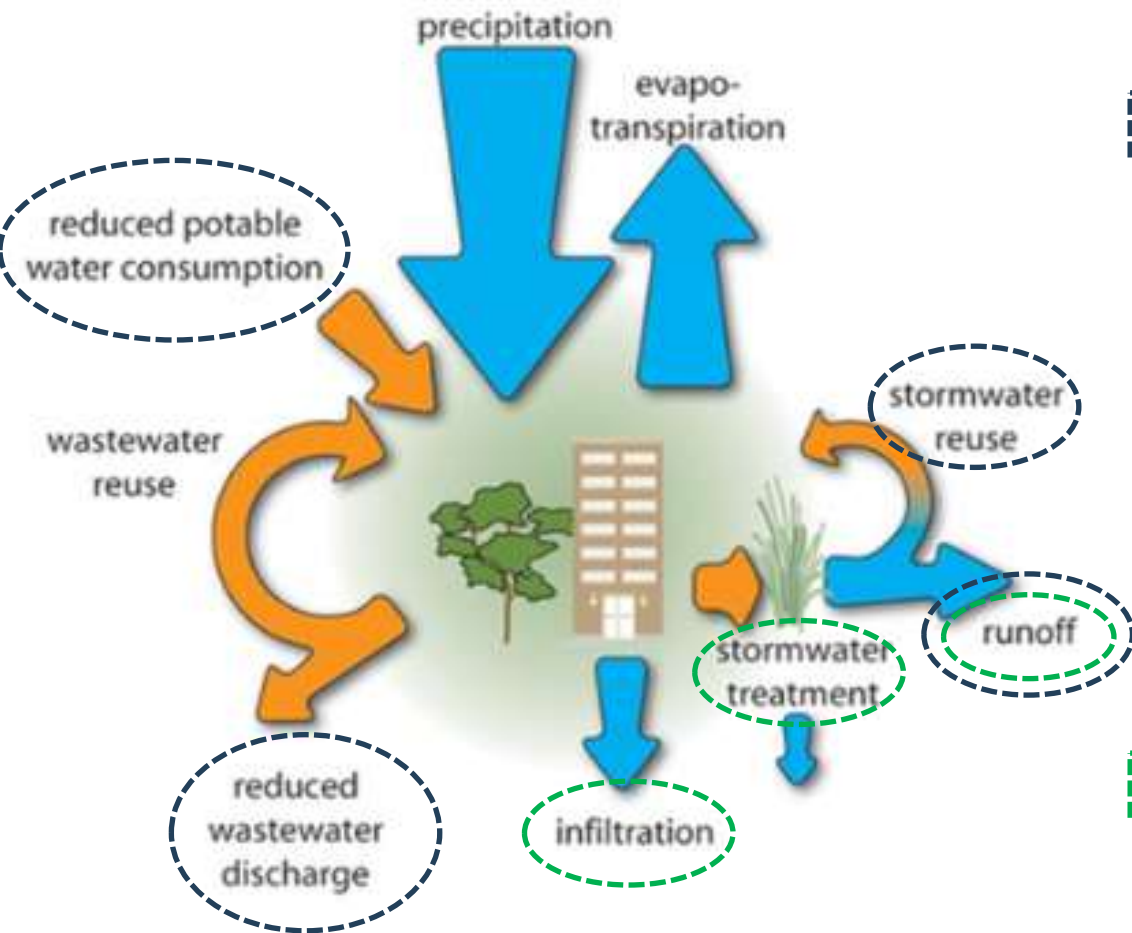 precipitation
evapo-
transpiration
reduced potable
water consumption
stormwater
reuse
wastewater
reuse
runoff
stormwater
treatment
reduced
wastewater
discharge
infiltration